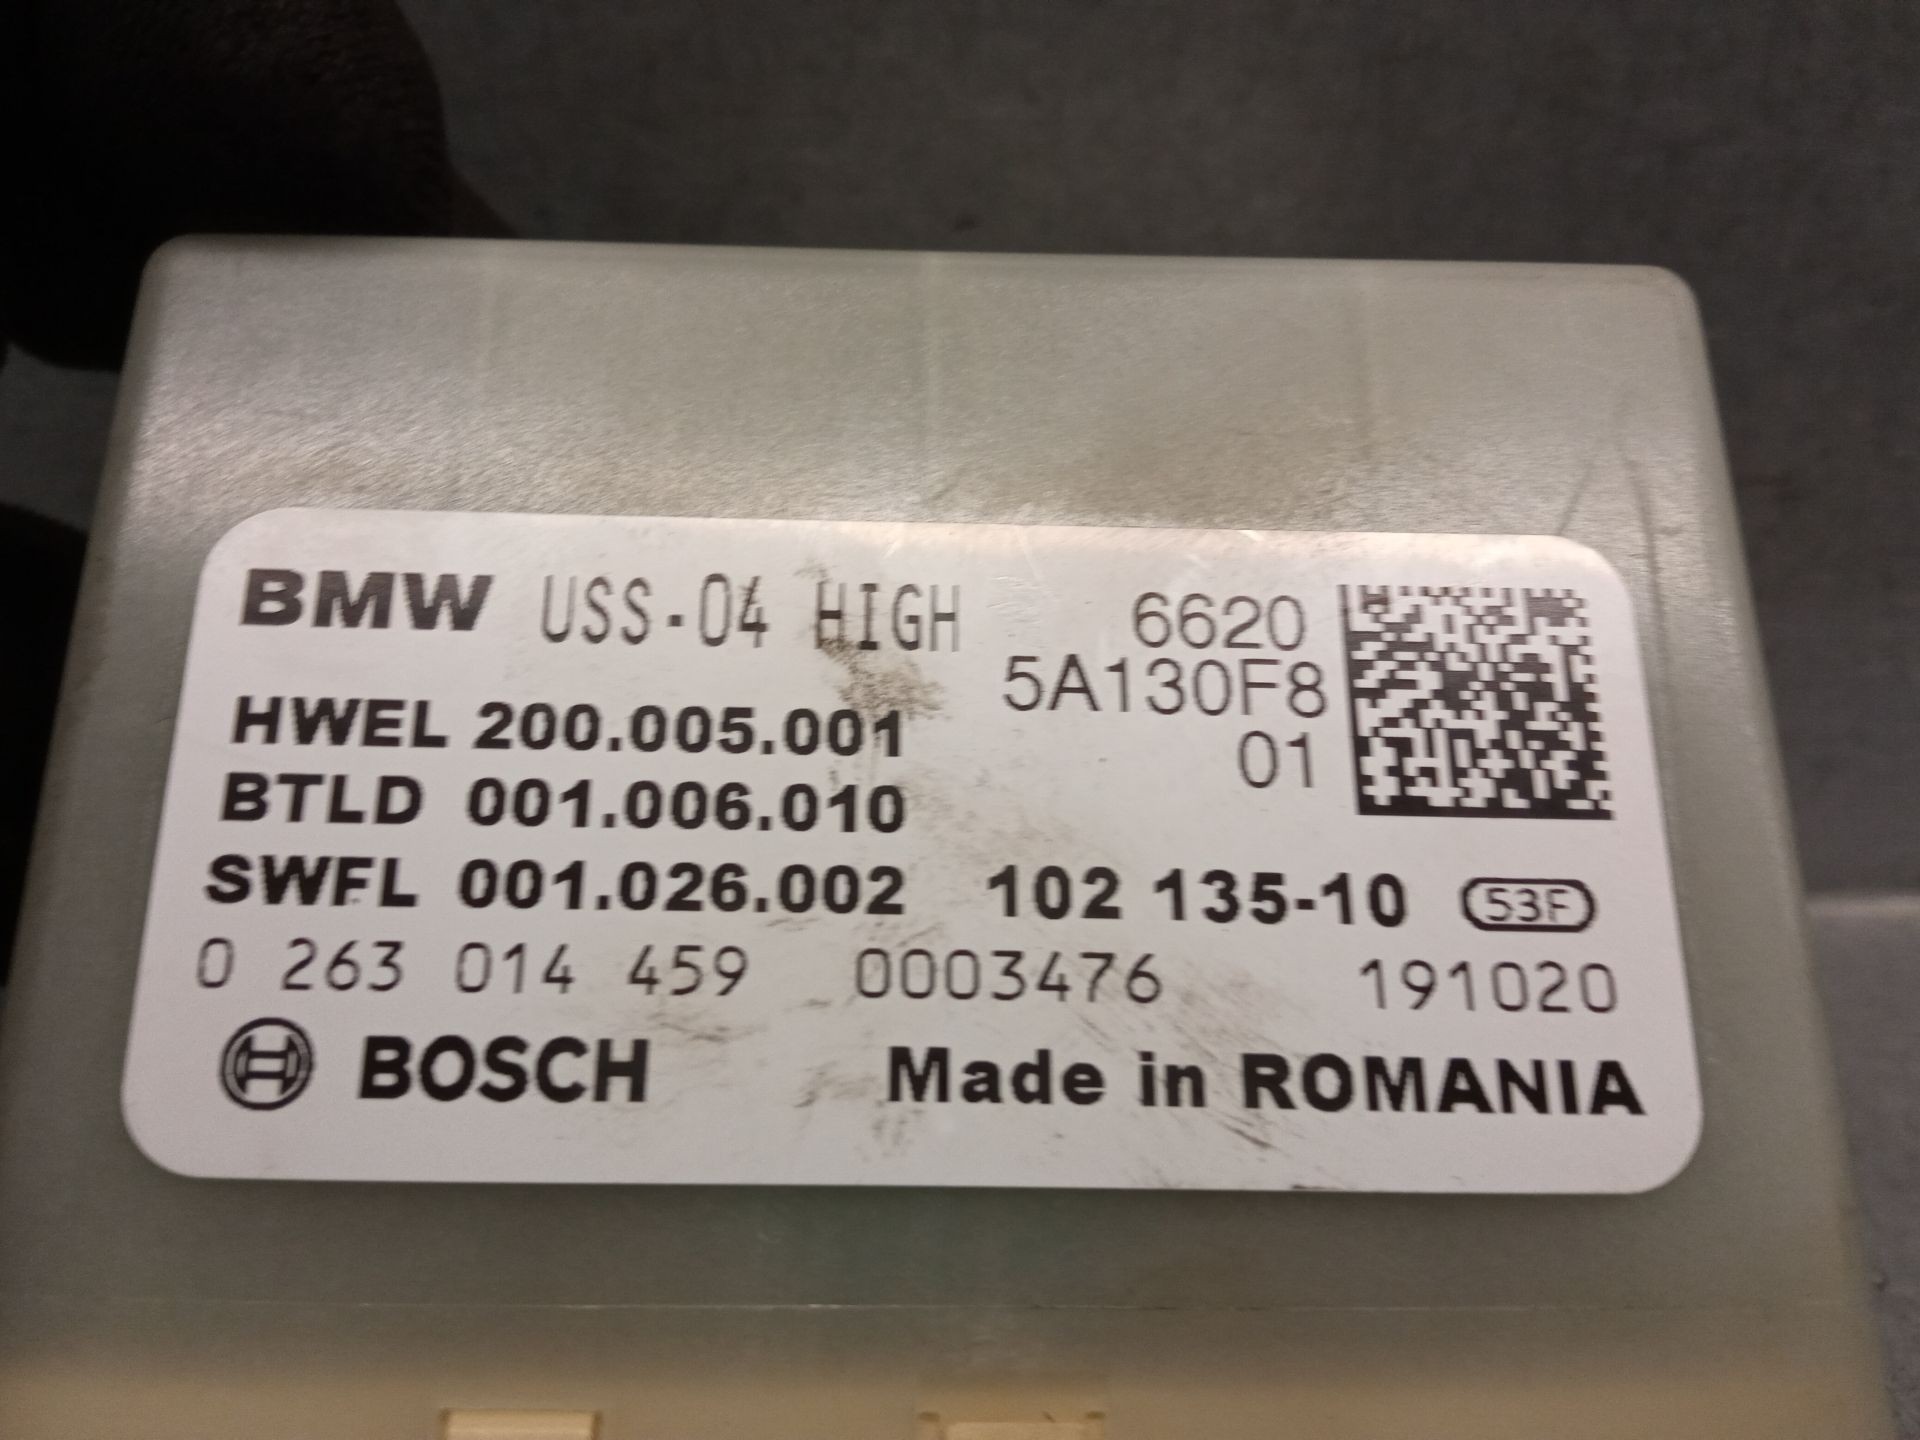 BMW USS-04 HIGH 6620
5A130F8
HWEL 200.005.001
01
BTLD 001.006.010
SWFL 001.026.002 102 135-10 53F
0 263 014 459 0003476 191020
BOSCH Made in ROMANIA